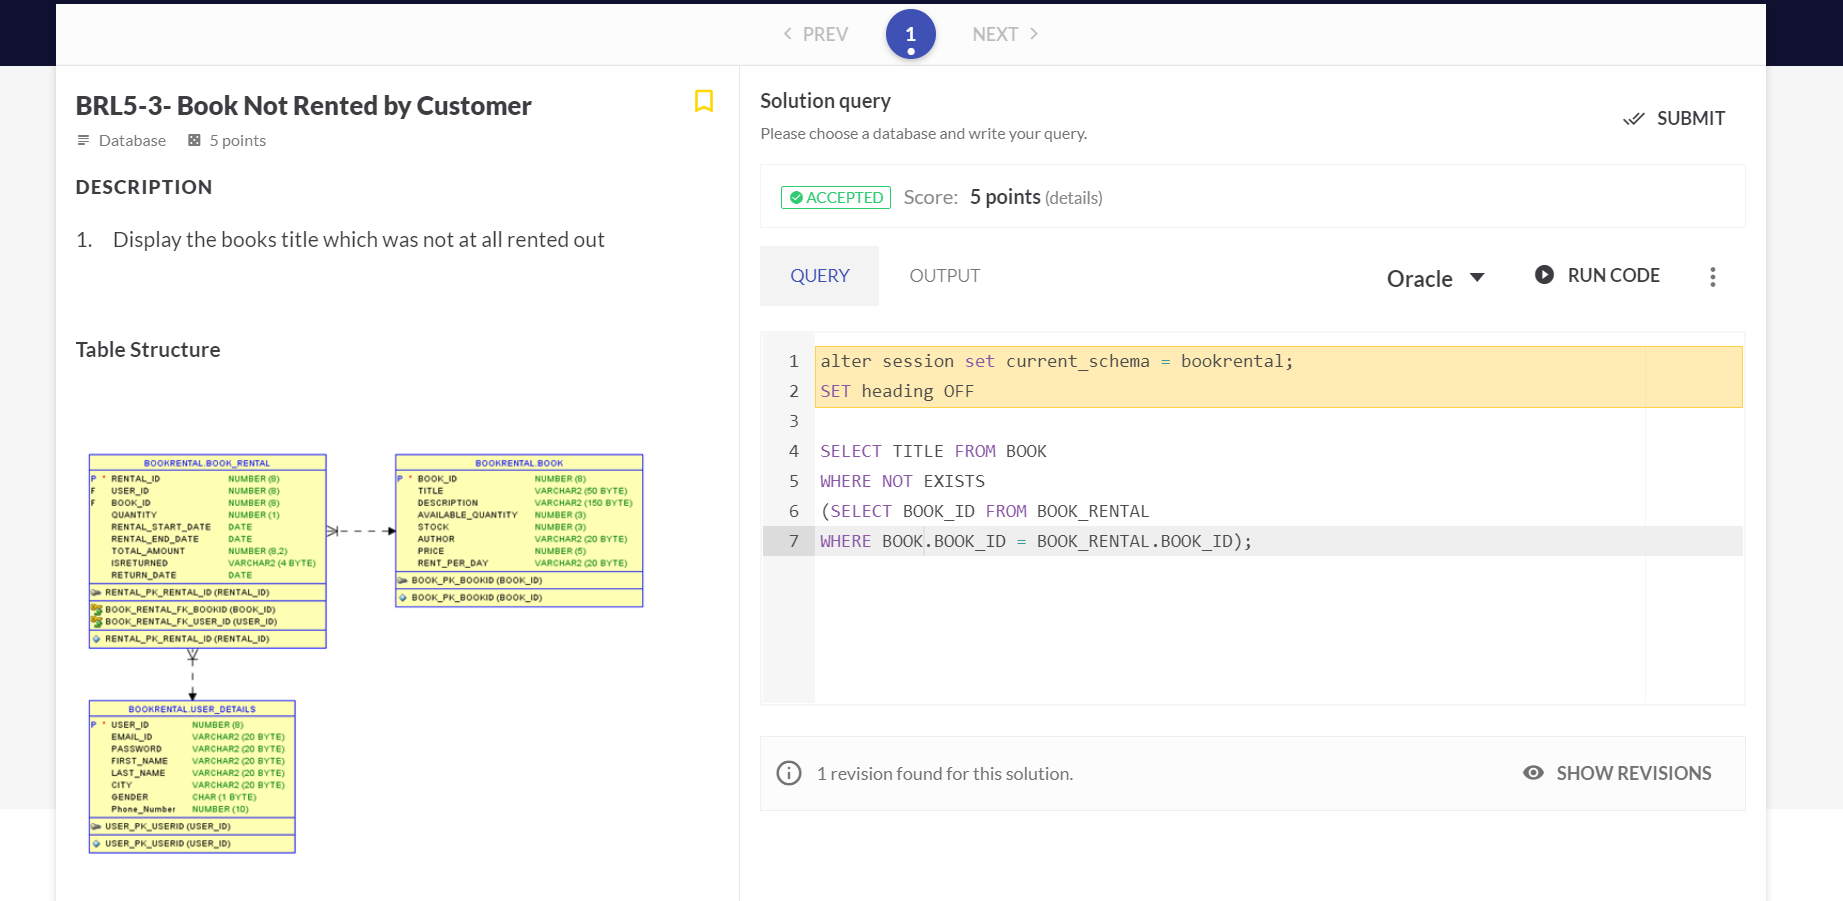 PREV
1
NEXT
BRL5-3- Book Not Rented by Customer
Database
5 points
DESCRIPTION
1. Display the books title which was not at all rented out
Table Structure
BOOKRENTAL.BOOK_RENTAL
P * RENTAL_ID NUMBER (8)
F USER_ID NUMBER (8)
F BOOK_ID NUMBER (8)
QUANTITY NUMBER (1)
RENTAL_START_DATE DATE
RENTAL_END_DATE DATE
TOTAL_AMOUNT NUMBER (8,2)
ISRETURNED VARCHAR2 (4 BYTE)
RETURN_DATE DATE
RENTAL_PK_RENTAL_ID (RENTAL_ID)
BOOK_RENTAL_FK_BOOKID (BOOK_ID)
BOOK_RENTAL_FK_USER_ID (USER_ID)
RENTAL_PK_RENTAL_ID (RENTAL_ID)
BOOKRENTAL.BOOK
P * BOOK_ID NUMBER (8)
TITLE VARCHAR2 (50 BYTE)
DESCRIPTION VARCHAR2 (150 BYTE)
AVAILABLE_QUANTITY NUMBER (3)
STOCK NUMBER (3)
AUTHOR VARCHAR2 (20 BYTE)
PRICE NUMBER (5)
RENT_PER_DAY VARCHAR2 (20 BYTE)
BOOK_PK_BOOKID (BOOK_ID)
BOOK_PK_BOOKID (BOOK_ID)
BOOKRENTAL.USER_DETAILS
P * USER_ID NUMBER (8)
EMAIL_ID VARCHAR2 (20 BYTE)
PASSWORD VARCHAR2 (20 BYTE)
FIRST_NAME VARCHAR2 (20 BYTE)
LAST_NAME VARCHAR2 (20 BYTE)
CITY VARCHAR2 (20 BYTE)
GENDER CHAR (1 BYTE)
Phone_Number NUMBER (10)
USER_PK_USERID (USER_ID)
USER_PK_USERID (USER_ID)
Solution query
Please choose a database and write your query.
SUBMIT
ACCEPTED Score: 5 points (details)
QUERY
OUTPUT
Oracle
RUN CODE
1 alter session set current_schema = bookrental;
2 SET heading OFF
3
4 SELECT TITLE FROM BOOK
5 WHERE NOT EXISTS
6 (SELECT BOOK_ID FROM BOOK_RENTAL
7 WHERE BOOK.BOOK_ID = BOOK_RENTAL.BOOK_ID);
1 revision found for this solution.
SHOW REVISIONS